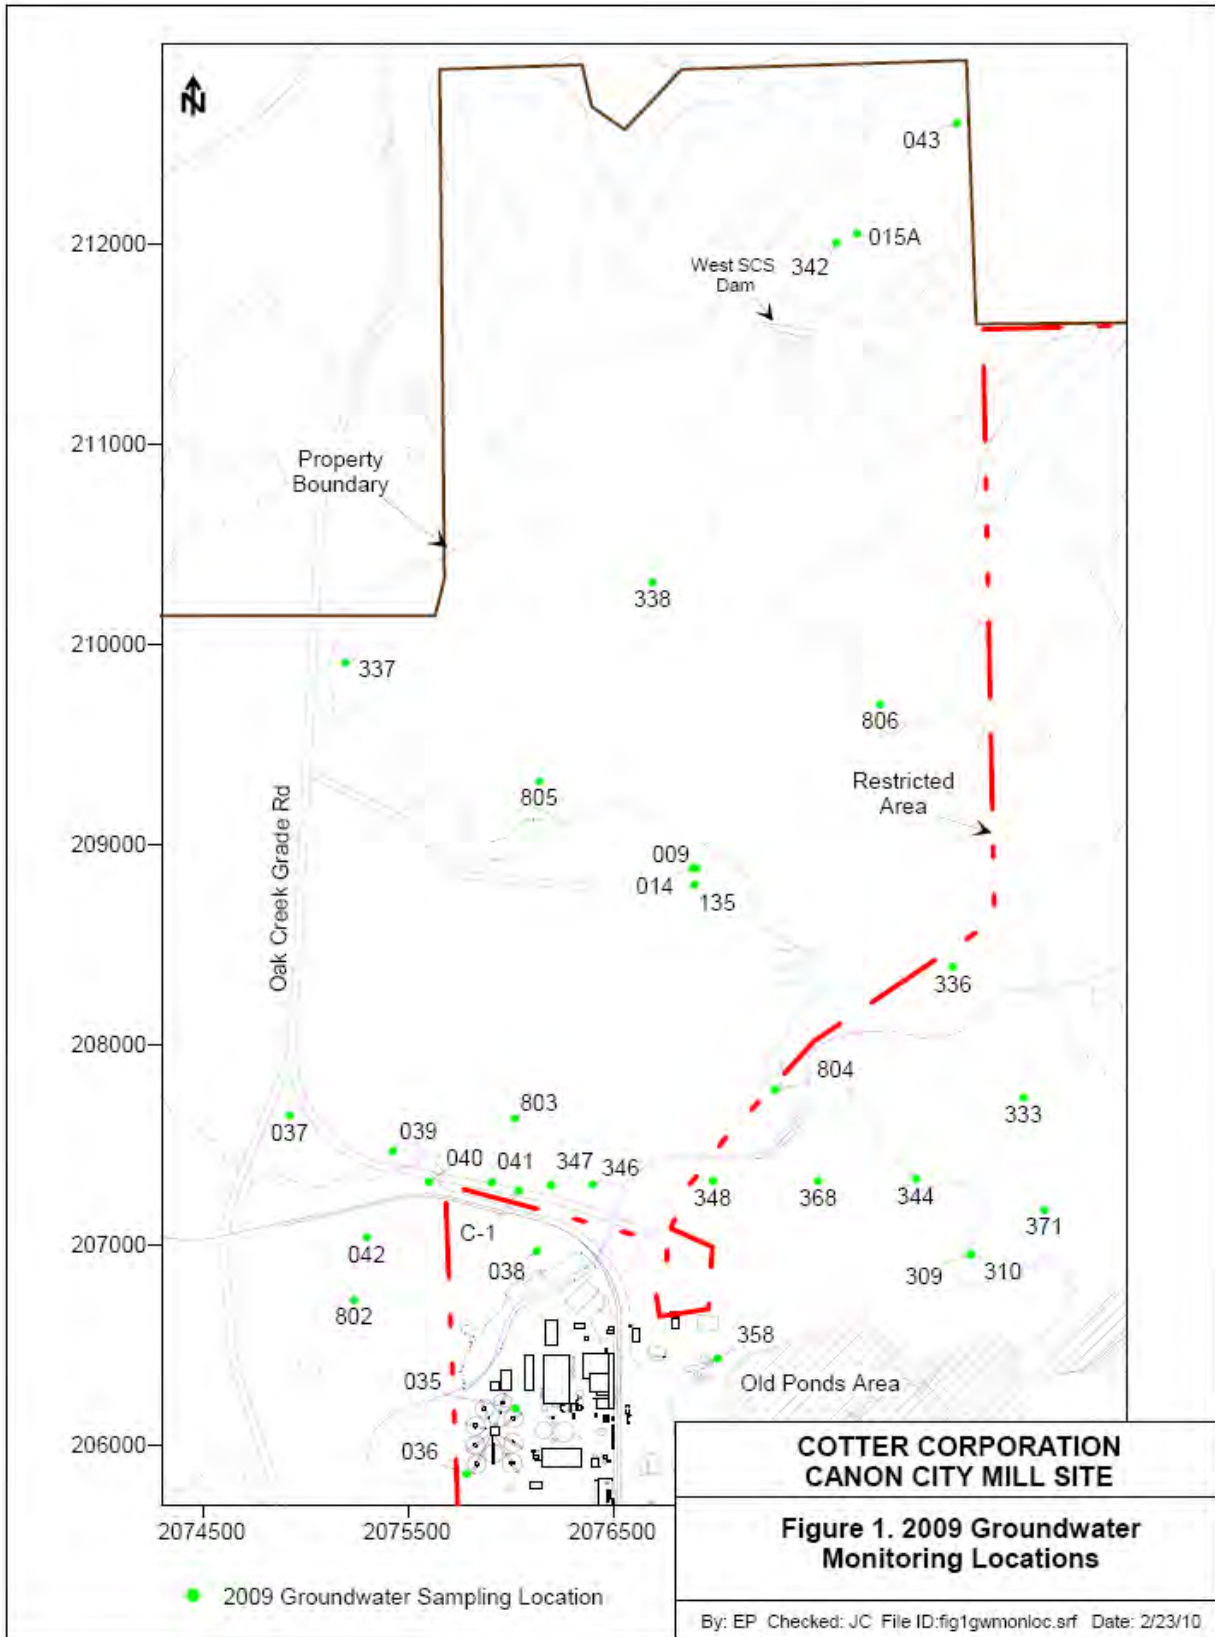 N
043
212000
015A
342
West SCS
Dam
211000
Property
Boundary
338
210000
337
806
Restricted
Area
805
Oak Creek Grade Rd
209000
009
014
135
336
208000
804
803
333
037
039
040
041
347
346
348
368
344
371
C-1
207000
042
038
309
310
802
358
035
Old Ponds Area
206000
036
2074500
2075500
2076500
2009 Groundwater Sampling Location
COTTER CORPORATION
CANON CITY MILL SITE
Figure 1. 2009 Groundwater
Monitoring Locations
By: EP Checked: JC File ID:fig1gwmonloc.srf Date: 2/23/10